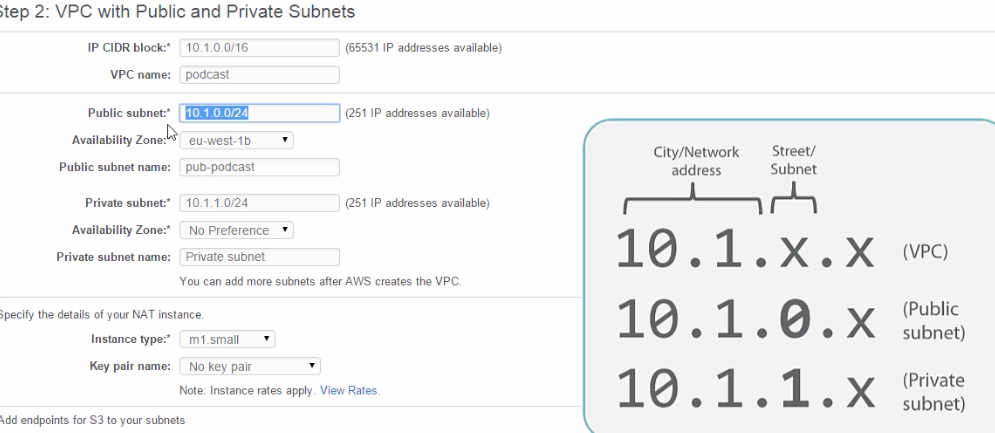 Step 2: VPC with Public and Private Subnets
IP CIDR block:* 10.1.0.0/16 (65531 IP addresses available)
VPC name: podcast
Public subnet:* 10.1.0.0/24 (251 IP addresses available)
Availability Zone:* eu-west-1b
Public subnet name: pub-podcast
Private subnet:* 10.1.1.0/24 (251 IP addresses available)
Availability Zone:* No Preference
Private subnet name: Private subnet
You can add more subnets after AWS creates the VPC.
Specify the details of your NAT instance.
Instance type:* m1.small
Key pair name: No key pair
Note: Instance rates apply. View Rates.
Add endpoints for S3 to your subnets
City/Network address
Street/ Subnet
10.1.x.x (VPC)
10.1.0.x (Public subnet)
10.1.1.x (Private subnet)